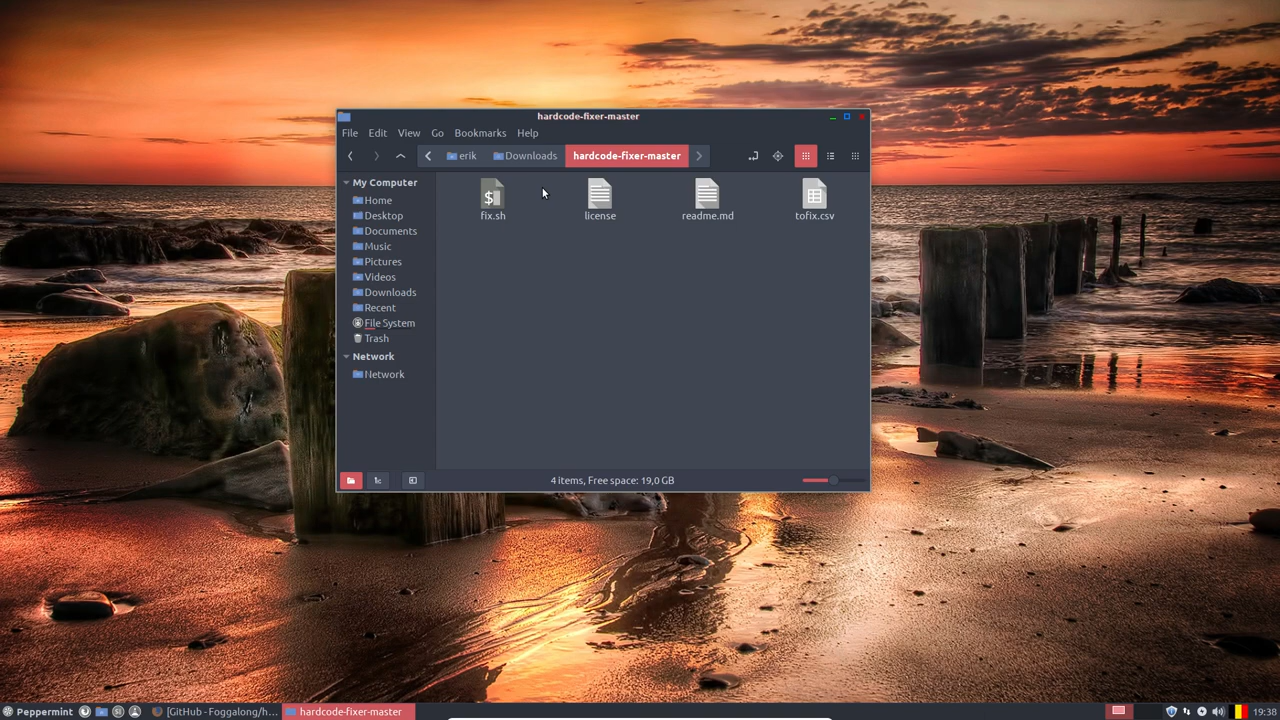 hardcode-fixer-master
File Edit View Go Bookmarks Help
erik Downloads hardcode-fixer-master
My Computer
Home
Desktop
Documents
Music
Pictures
Videos
Downloads
Recent
File System
Trash
Network
Network
fix.sh license readme.md tofix.csv
4 items, Free space: 19,0 GB
Peppermint [GitHub - Foggalong/h... hardcode-fixer-master 19:38